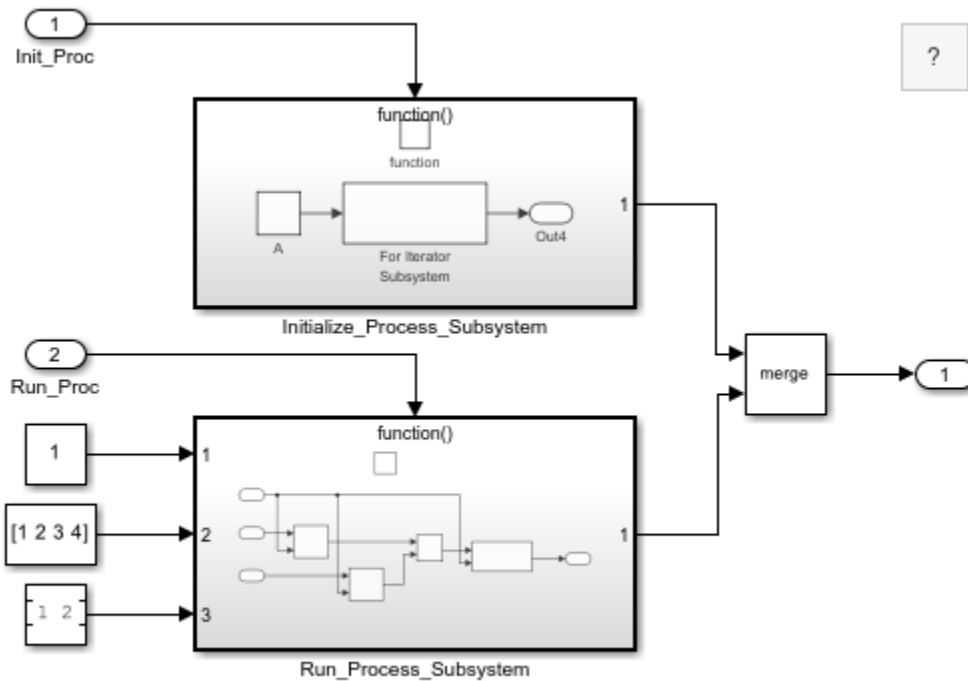 1
Init_Proc
?
function()
function
A
For Iterator
Subsystem
Out4
1
Initialize_Process_Subsystem
2
Run_Proc
merge
1
function()
1
1
[1 2 3 4]
2
1
1 2
3
Run_Process_Subsystem